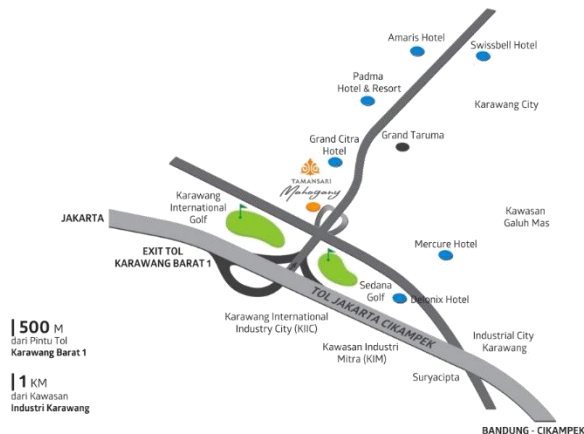 Amaris Hotel
Swissbell Hotel
Padma
Hotel & Resort
Karawang City
Grand Citra
Hotel
Grand Taruma
TAMANSARI
Mahogany
Karawang
International
Golf
JAKARTA
Kawasan
Galuh Mas
EXIT TOL
KARAWANG BARAT 1
Mercure Hotel
Sedana
Golf
Delonix Hotel
TOL JAKARTA CIKAMPEK
Karawang International
Industry City (KIIC)
500 M
dari Pintu Tol
Karawang Barat 1
Kawasan Industri
Mitra (KIM)
Industrial City
Karawang
Suryacipta
1 KM
dari Kawasan
Industri Karawang
BANDUNG - CIKAMPEK